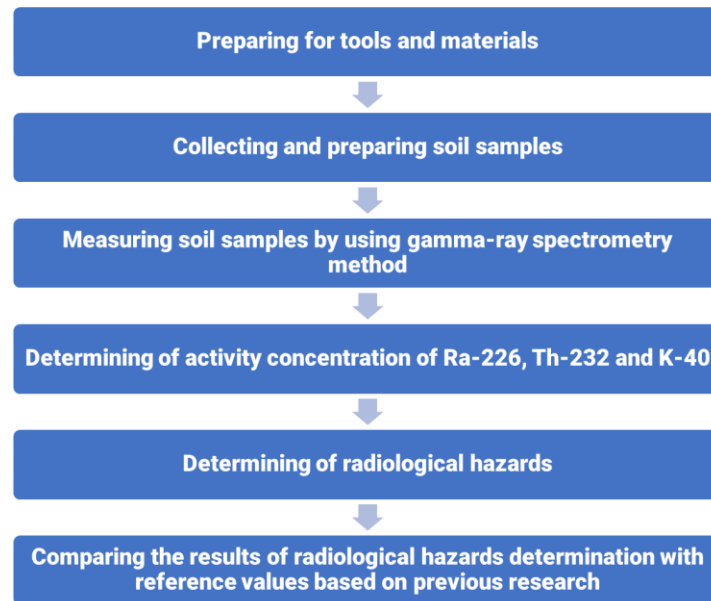 Preparing for tools and materials
Collecting and preparing soil samples
Measuring soil samples by using gamma-ray spectrometry
method
Determining of activity concentration of Ra-226, Th-232 and K-40
Determining of radiological hazards
Comparing the results of radiological hazards determination with
reference values based on previous research